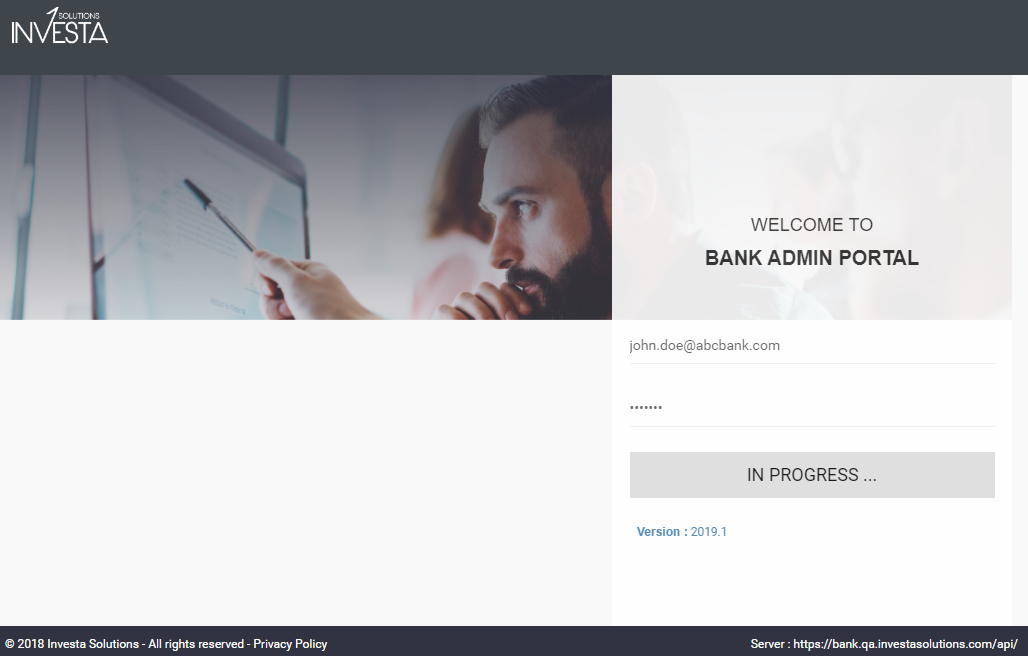 SOLUTIONS
INVESTA
WELCOME TO
BANK ADMIN PORTAL
john.doe@abcbank.com
•••••••
IN PROGRESS ...
Version : 2019.1
© 2018 Investa Solutions - All rights reserved - Privacy Policy
Server : https://bank.qa.investasolutions.com/api/